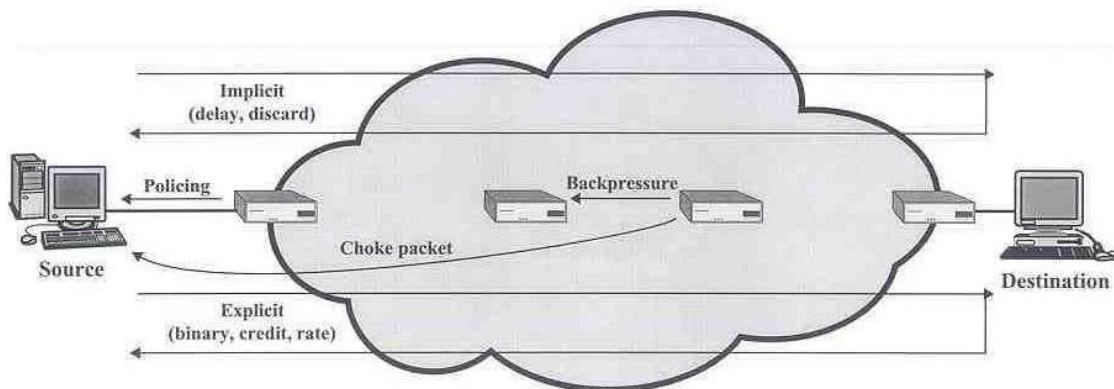 Implicit
(delay, discard)
Policing
Backpressure
Choke packet
Source
Destination
Explicit
(binary, credit, rate)